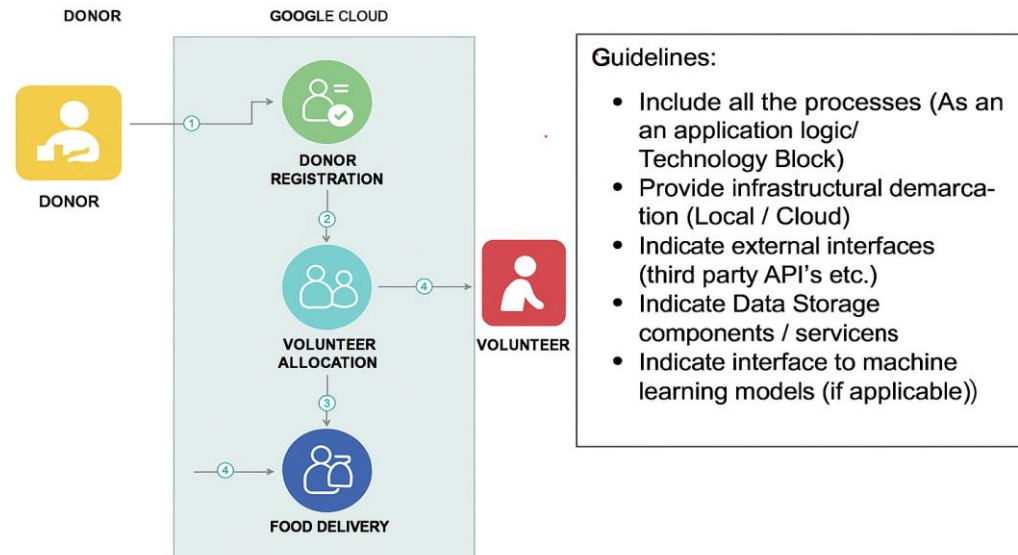 DONOR
GOOGLE CLOUD
1
DONOR
DONOR
REGISTRATION
2
4
VOLUNTEER
ALLOCATION
VOLUNTEER
3
4
FOOD DELIVERY
Guidelines:
• Include all the processes (As an
an application logic/
Technology Block)
• Provide infrastructural demarca-
tion (Local / Cloud)
• Indicate external interfaces
(third party API's etc.)
• Indicate Data Storage
components / servicens
• Indicate interface to machine
learning models (if applicable))